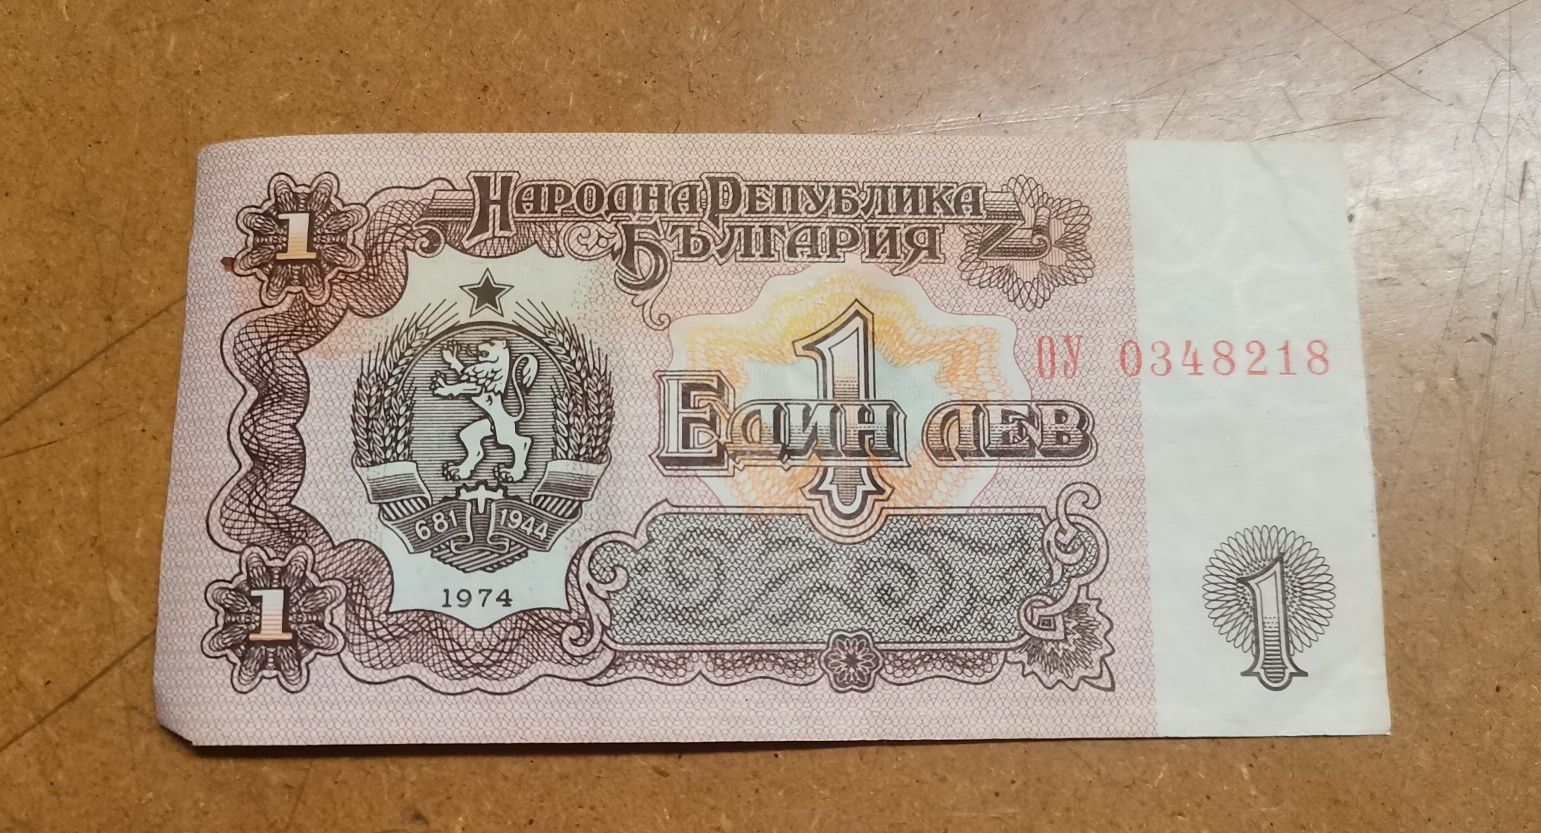 1
НАРОДНА РЕПУБЛИКА
БЪЛГАРИЯ
1
ОУ 0348218
ЕДИН ЛЕВ
681 1944
1974
1
1